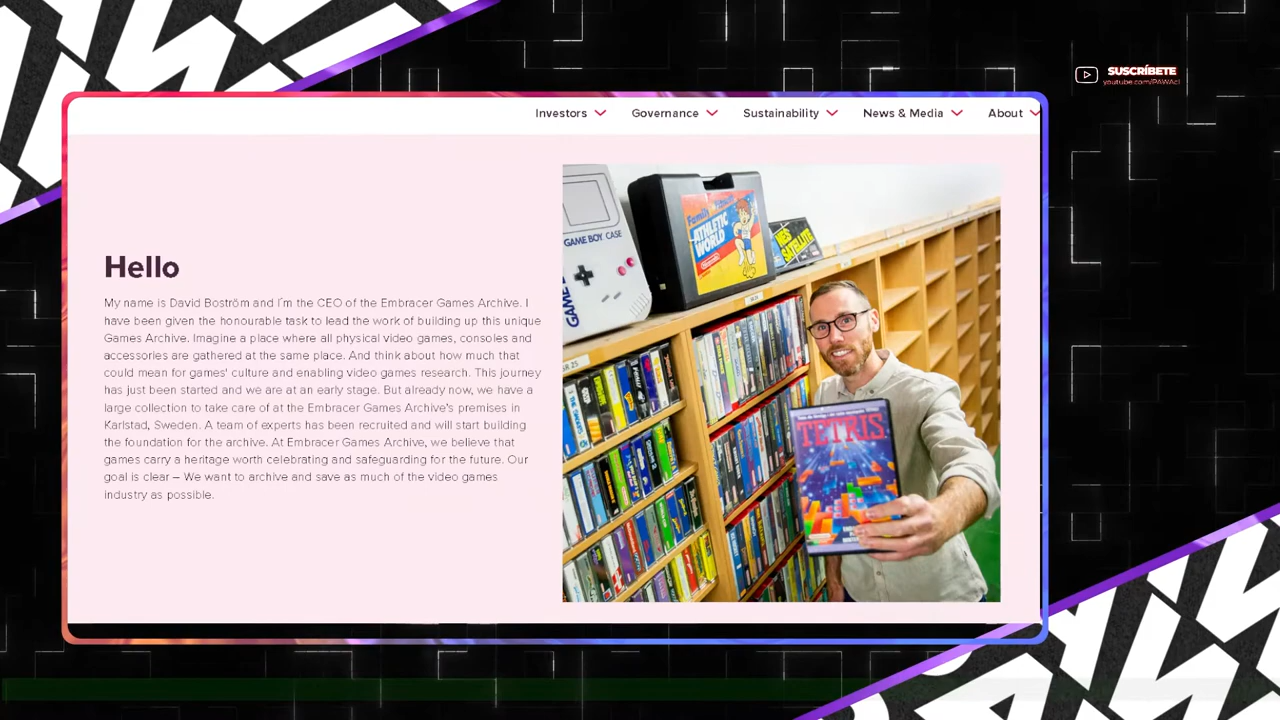 SUSCRÍBETE
youtube.com/PAWAcl
Investors
Governance
Sustainability
News & Media
About
Hello
My name is David Boström and I´m the CEO of the Embracer Games Archive. I
have been given the honourable task to lead the work of building up this unique
Games Archive. Imagine a place where all physical video games, consoles and
accessories are gathered at the same place. And think about how much that
could mean for games' culture and enabling video games research. This journey
has just been started and we are at an early stage. But already now, we have a
large collection to take care of at the Embracer Games Archive's premises in
Karlstad, Sweden. A team of experts has been recruited and will start building
the foundation for the archive. At Embracer Games Archive, we believe that
games carry a heritage worth celebrating and safeguarding for the future. Our
goal is clear – We want to archive and save as much of the video games
industry as possible.
GAME BOY CASE
GAME
Family
ATHLETIC
WORLD
Nintendo
NES
SATELLITE
TETRIS